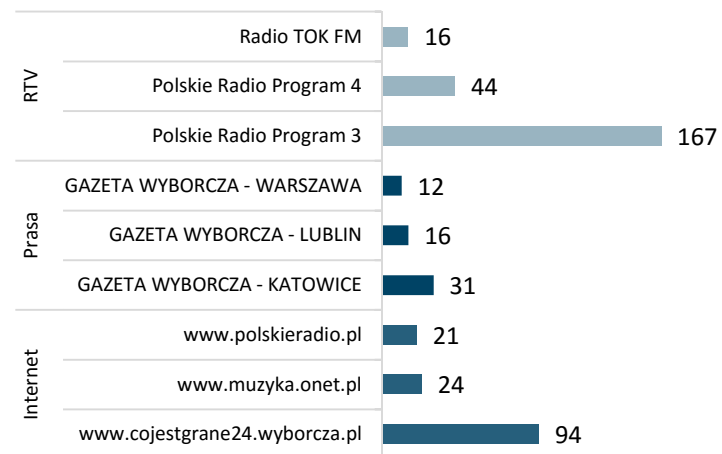 RTV
Radio TOK FM 16
Polskie Radio Program 4 44
Polskie Radio Program 3 167
Prasa
GAZETA WYBORCZA - WARSZAWA 12
GAZETA WYBORCZA - LUBLIN 16
GAZETA WYBORCZA - KATOWICE 31
Internet
www.polskieradio.pl 21
www.muzyka.onet.pl 24
www.cojestgrane24.wyborcza.pl 94